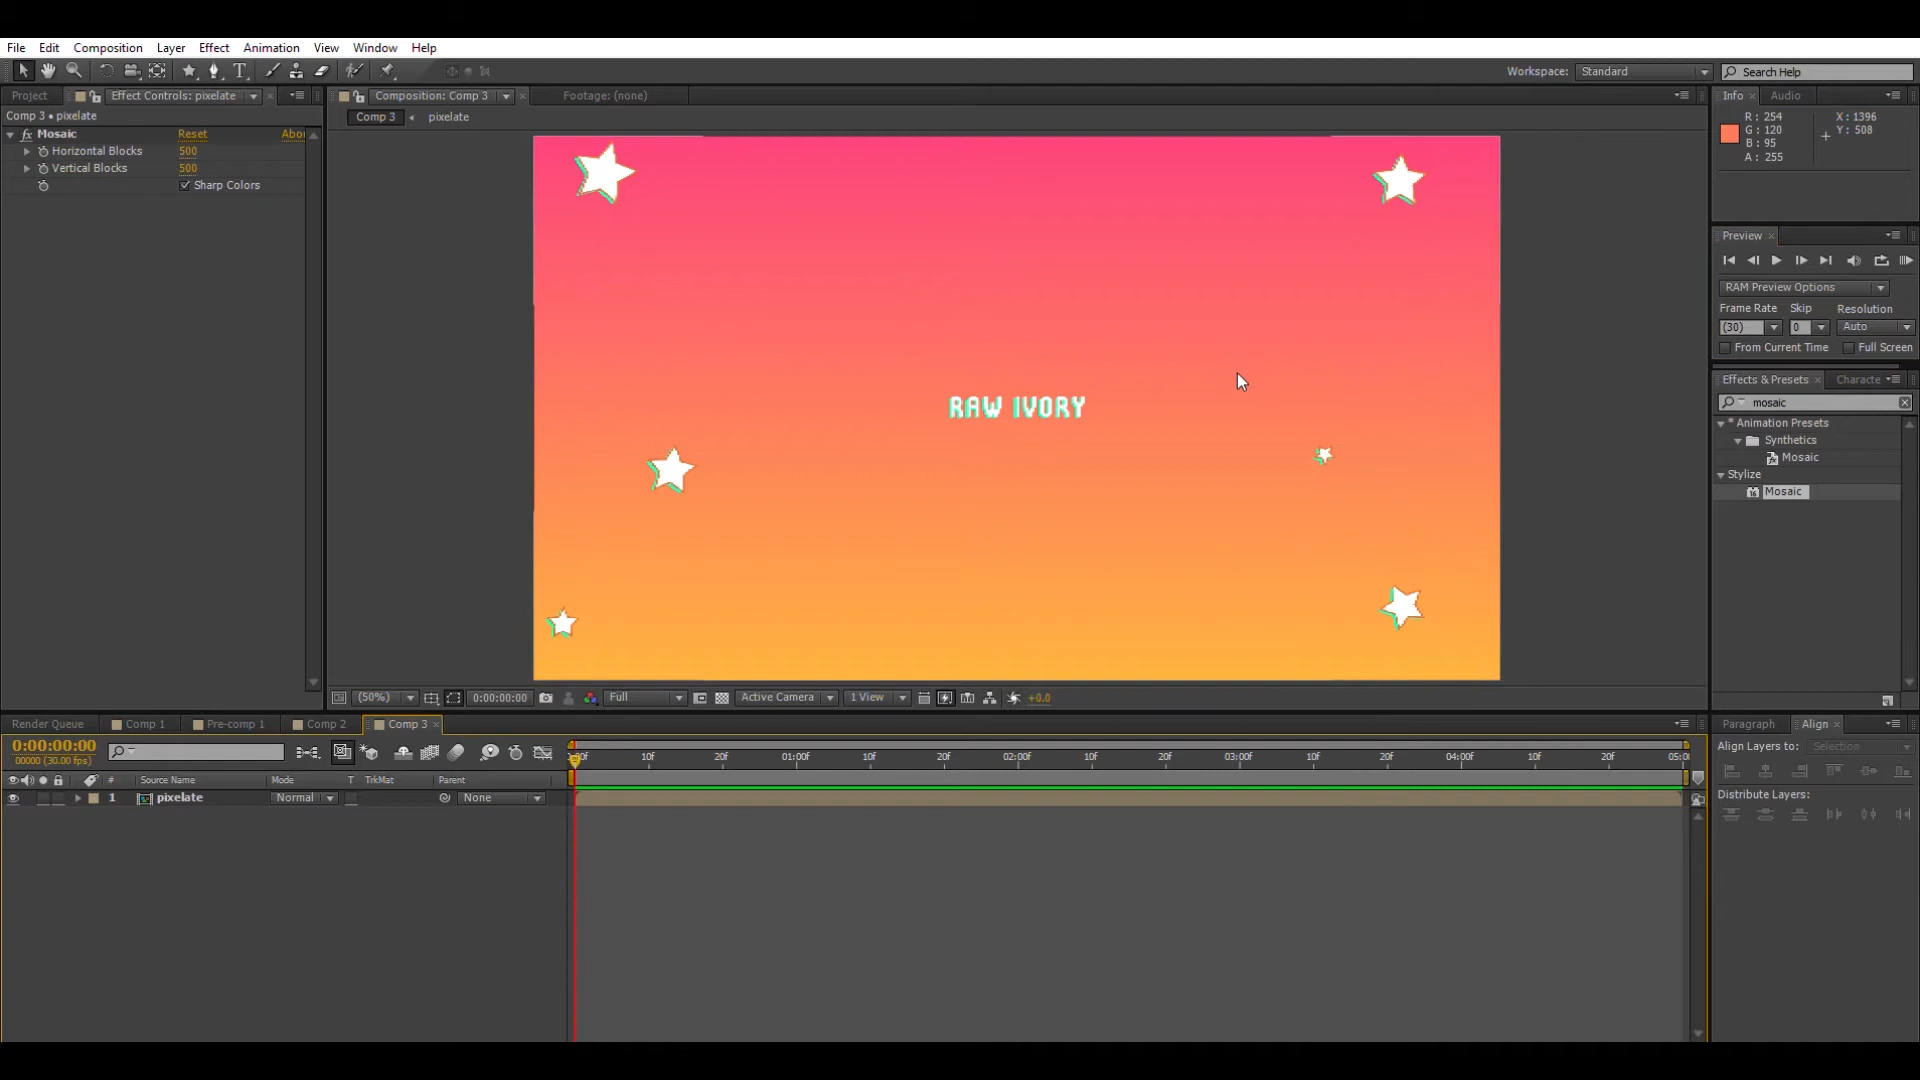 File Edit Composition Layer Effect Animation View Window Help
Workspace: Standard Search Help
Project Effect Controls: pixelate Composition: Comp 3 Footage: (none) Info Audio
Comp 3 • pixelate
Comp 3 pixelate
fx Mosaic Reset Abou
Horizontal Blocks 500
Vertical Blocks 500
Sharp Colors
R: 254 X: 1396
G: 120 Y: 508
B: 95
A: 255
Preview
RAM Preview Options
Frame Rate Skip Resolution
(30) 0 Auto
From Current Time Full Screen
Effects & Presets Characte
mosaic
* Animation Presets
Synthetics
Mosaic
Stylize
Mosaic
RAW IVORY
(50%) 0:00:00:00 Full Active Camera 1 View +0.0
Render Queue Comp 1 Pre-comp 1 Comp 2 Comp 3
0:00:00:00
00000 (30.00 fps)
:00f 10f 20f 01:00f 10f 20f 02:00f 10f 20f 03:00f 10f 20f 04:00f 10f 20f 05:0
# Source Name Mode T TrkMat Parent
1 pixelate Normal None
Paragraph Align
Align Layers to: Selection
Distribute Layers: